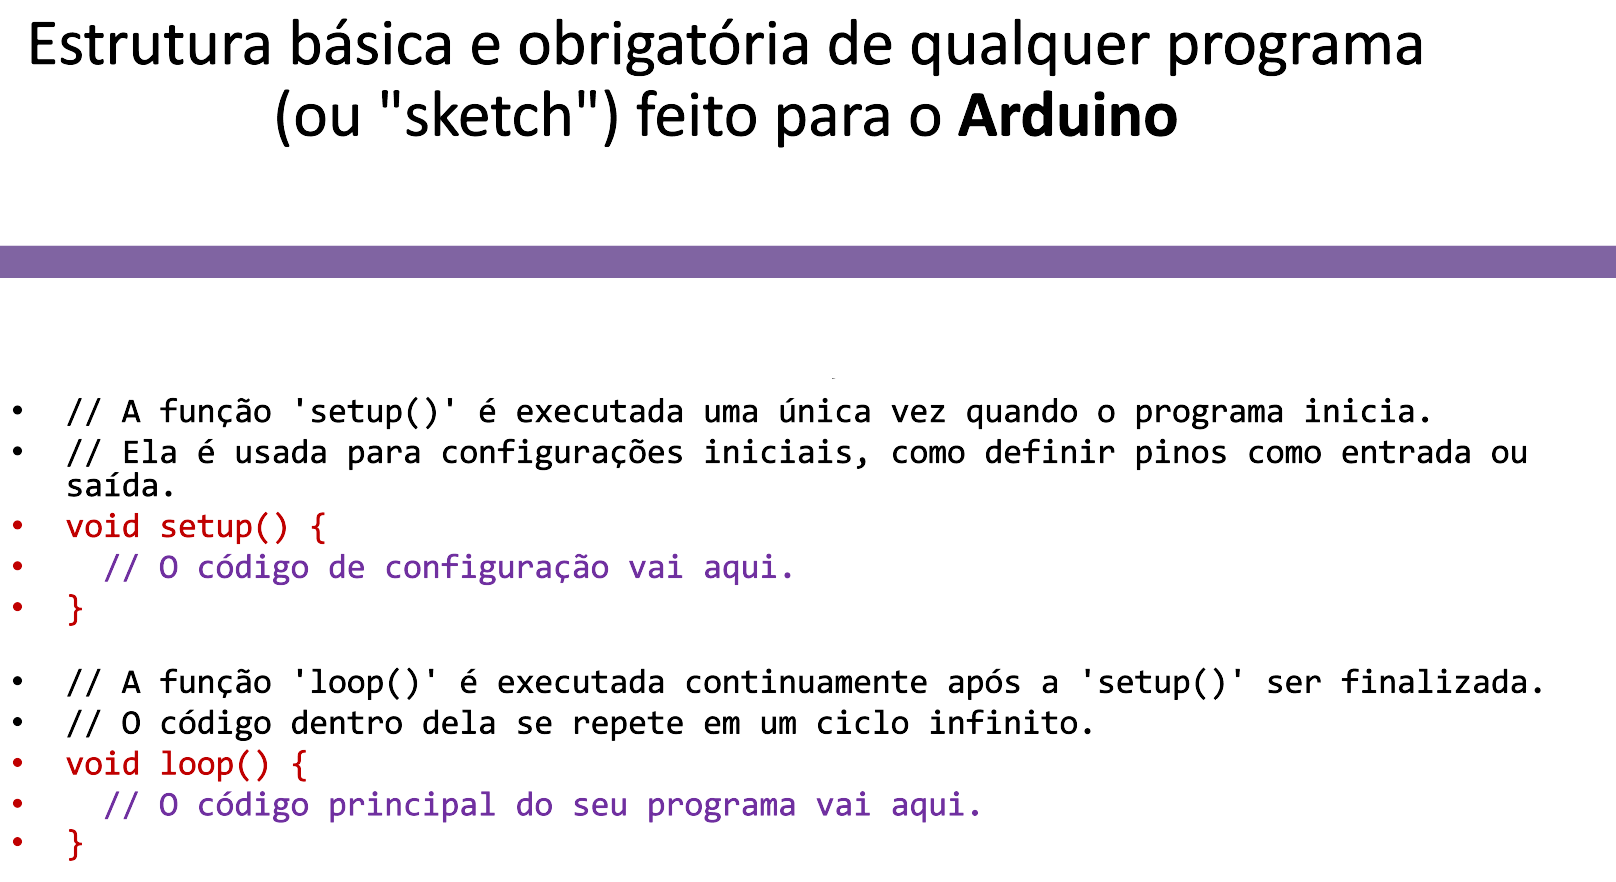 Estrutura básica e obrigatória de qualquer programa
(ou "sketch") feito para o Arduino
• // A função 'setup()' é executada uma única vez quando o programa inicia.
• // Ela é usada para configurações iniciais, como definir pinos como entrada ou
saída.
• void setup() {
•   // O código de configuração vai aqui.
• }
• // A função 'loop()' é executada continuamente após a 'setup()' ser finalizada.
• // O código dentro dela se repete em um ciclo infinito.
• void loop() {
•   // O código principal do seu programa vai aqui.
• }